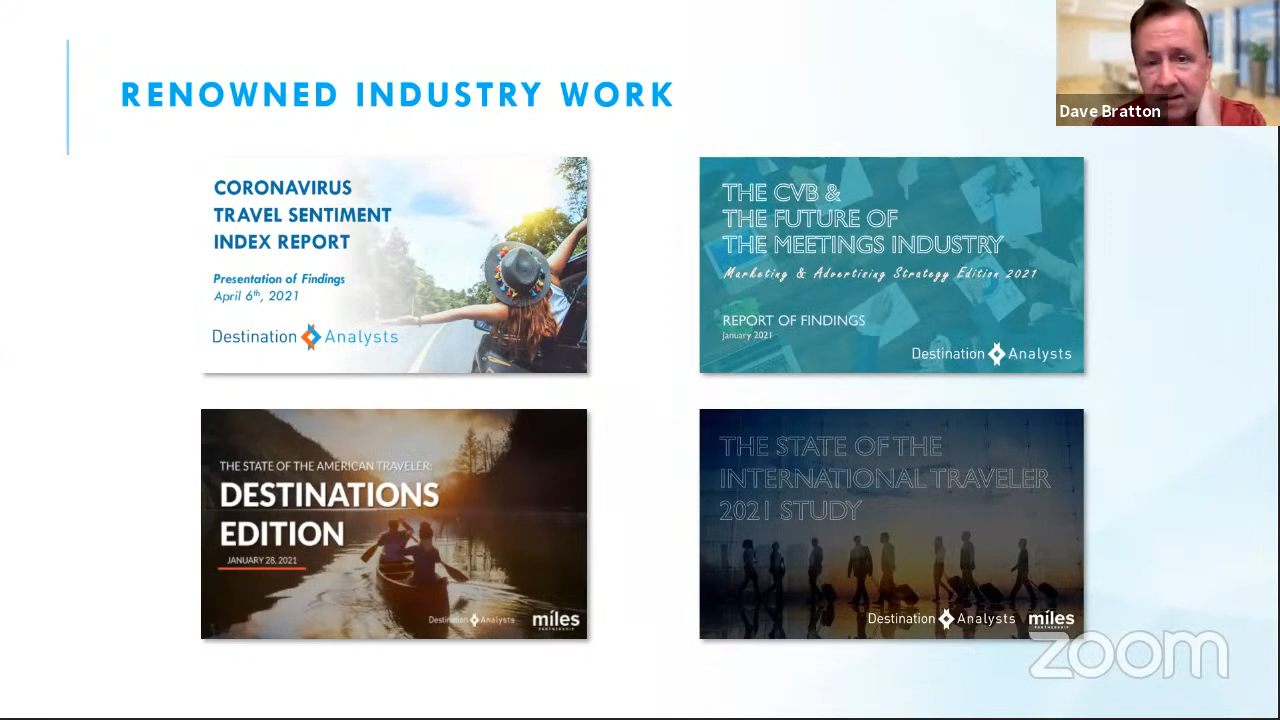 RENOWNED INDUSTRY WORK
Dave Bratton
CORONAVIRUS
TRAVEL SENTIMENT
INDEX REPORT
Presentation of Findings
April 6th, 2021
Destination Analysts
THE CVB &
THE FUTURE OF
THE MEETINGS INDUSTRY
Marketing & Advertising Strategy Edition 2021
REPORT OF FINDINGS
January 2021
Destination Analysts
THE STATE OF THE AMERICAN TRAVELER:
DESTINATIONS
EDITION
JANUARY 28, 2021
Destination Analysts
miles
PARTNERSHIP
THE STATE OF THE
INTERNATIONAL TRAVELER
2021 STUDY
Destination Analysts
miles
PARTNERSHIP
zoom